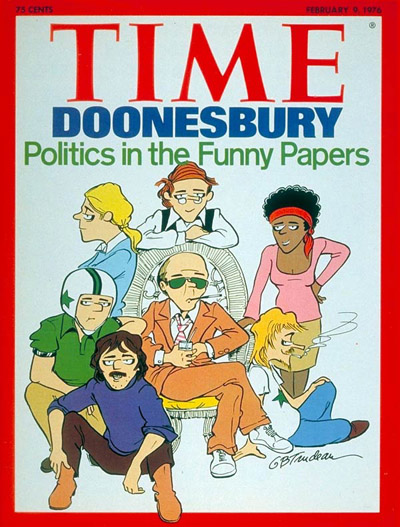 75 CENTS
FEBRUARY 9, 1976
TIME
®
DOONESBURY
Politics in the Funny Papers
GBTrudeau